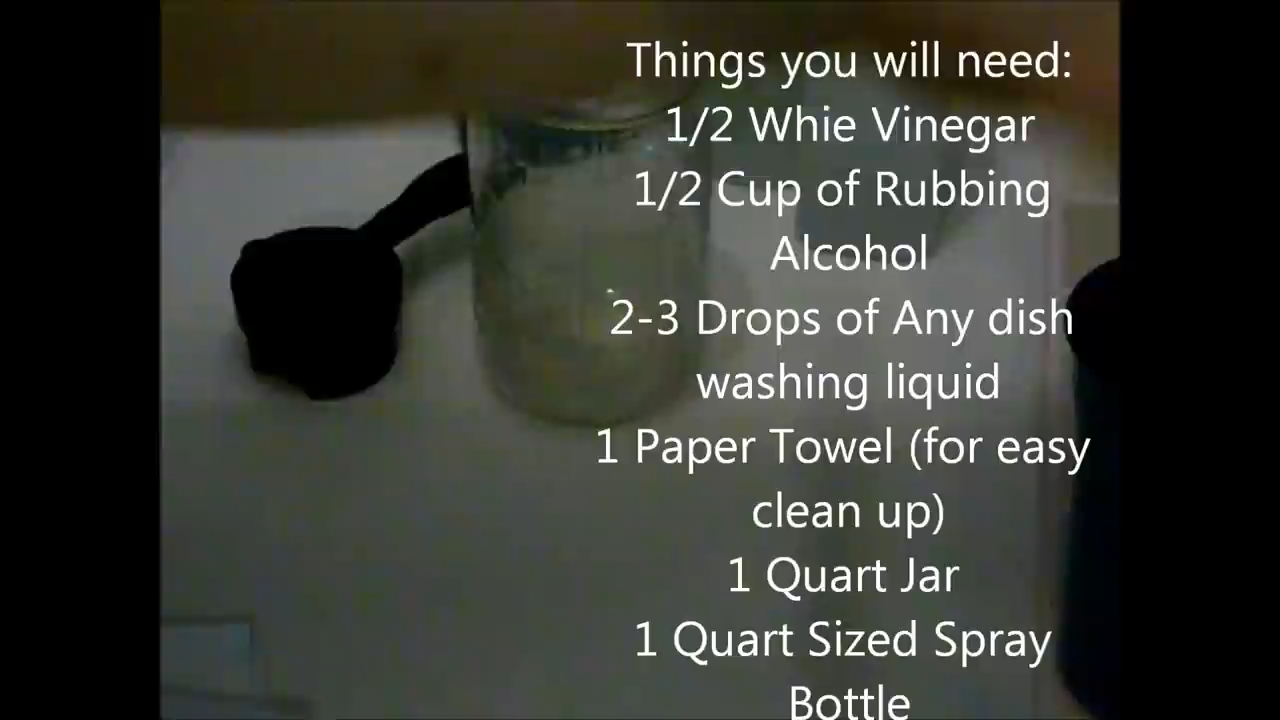 Things you will need:
1/2 Whie Vinegar
1/2 Cup of Rubbing
Alcohol
2-3 Drops of Any dish
washing liquid
1 Paper Towel (for easy
clean up)
1 Quart Jar
1 Quart Sized Spray
Bottle